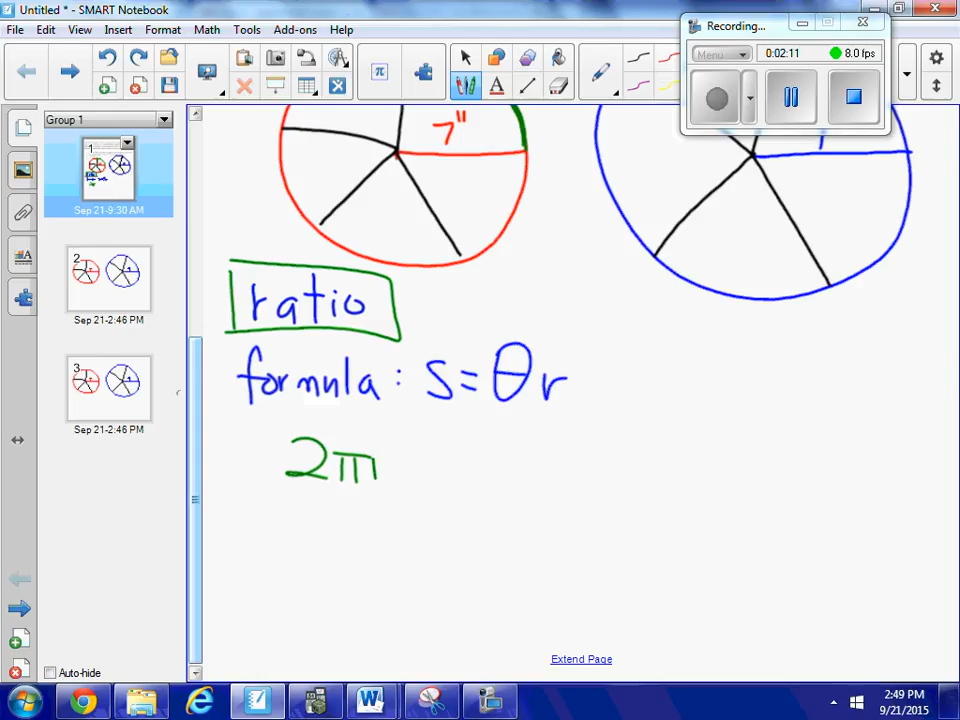 Untitled * - SMART Notebook
File Edit View Insert Format Math Tools Add-ons Help
Recording...
Menu
0:02:11
8.0 fps
Group 1
1
Sep 21-9:30 AM
2
Sep 21-2:46 PM
3
Sep 21-2:46 PM
7"
ratio
formula: s=θr
2π
Extend Page
Auto-hide
2:49 PM
9/21/2015